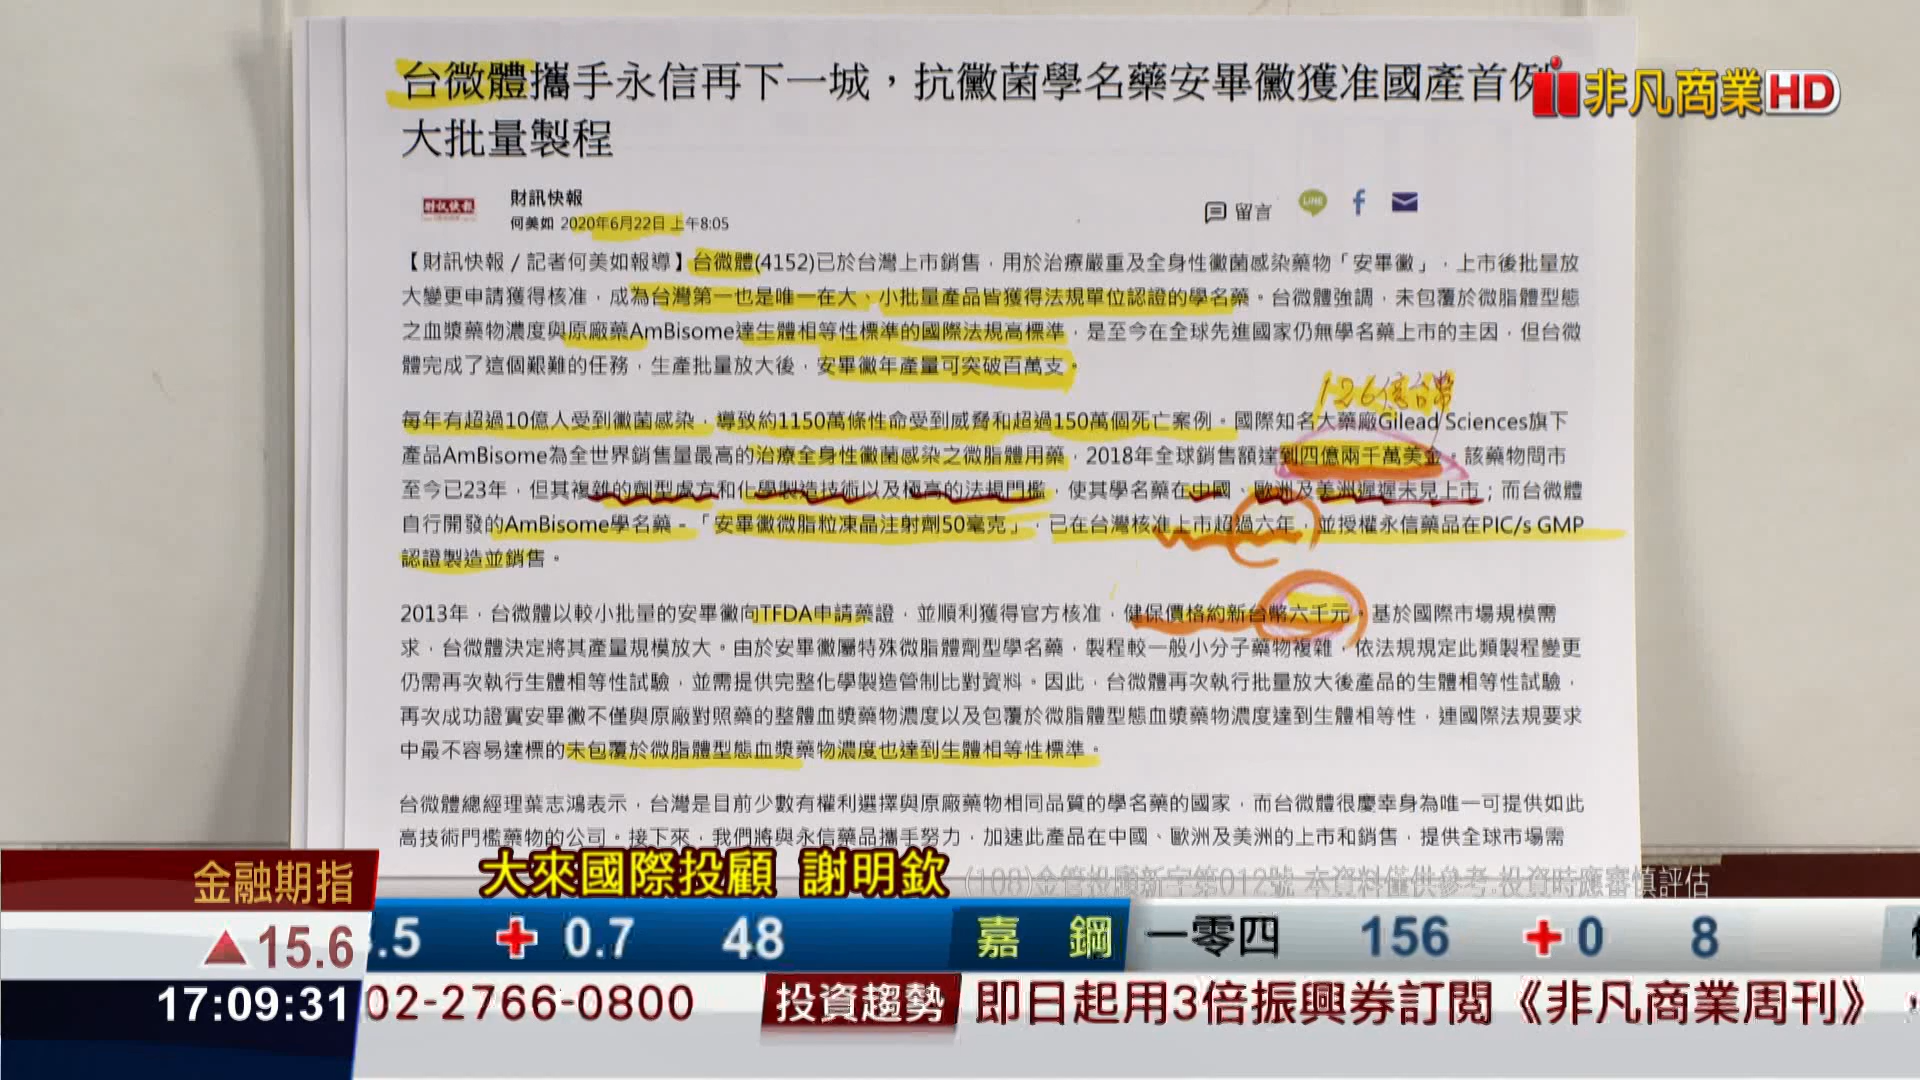 台微體攜手永信再下一城，抗黴菌學名藥安畢黴獲准國產首例
大批量製程
非凡商業HD
財訊快報
財訊快報
何美如 2020年6月22日 上午8:05
留言
LINE
【財訊快報／記者何美如報導】台微體(4152)已於台灣上市銷售，用於治療嚴重及全身性黴菌感染藥物「安畢黴」，上市後批量放
大變更申請獲得核准，成為台灣第一也是唯一在大、小批量產品皆獲得法規單位認證的學名藥。台微體強調，未包覆於微脂體型態
之血漿藥物濃度與原廠藥AmBisome達生體相等性標準的國際法規高標準，是至今在全球先進國家仍無學名藥上市的主因，但台微
體完成了這個艱難的任務，生產批量放大後，安畢黴年產量可突破百萬支。
126億台幣
每年有超過10億人受到黴菌感染，導致約1150萬條性命受到威脅和超過150萬個死亡案例。國際知名大藥廠Gilead Sciences旗下
產品AmBisome為全世界銷售量最高的治療全身性黴菌感染之微脂體用藥，2018年全球銷售額達到四億兩千萬美金。該藥物問市
至今已23年，但其複雜的劑型處方和化學製造技術以及極高的法規門檻，使其學名藥在中國、歐洲及美洲遲遲未見上市；而台微體
自行開發的AmBisome學名藥－「安畢黴微脂粒凍晶注射劑50毫克」，已在台灣核准上市超過六年，並授權永信藥品在PIC/s GMP
認證製造並銷售。
2013年，台微體以較小批量的安畢黴向TFDA申請藥證，並順利獲得官方核准，健保價格約新台幣六千元。基於國際市場規模需
求，台微體決定將其產量規模放大。由於安畢黴屬特殊微脂體劑型學名藥，製程較一般小分子藥物複雜，依法規規定此類製程變更
仍需再次執行生體相等性試驗，並需提供完整化學製造管制比對資料。因此，台微體再次執行批量放大後產品的生體相等性試驗，
再次成功證實安畢黴不僅與原廠對照藥的整體血漿藥物濃度以及包覆於微脂體型態血漿藥物濃度達到生體相等性，連國際法規要求
中最不容易達標的未包覆於微脂體型態血漿藥物濃度也達到生體相等性標準。
台微體總經理葉志鴻表示，台灣是目前少數有權利選擇與原廠藥物相同品質的學名藥的國家，而台微體很慶幸身為唯一可提供如此
高技術門檻藥物的公司。接下來，我們將與永信藥品攜手努力，加速此產品在中國、歐洲及美洲的上市和銷售，提供全球市場需
金融期指 大來國際投顧 謝明欽 (108)金管投顧新字第012號 本資料僅供參考,投資時應審慎評估
▲15.6 .5 +0.7 48 嘉 鋼 一零四 156 +0 8
17:09:31 02-2766-0800 投資趨勢 即日起用3倍振興券訂閱《非凡商業周刊》，